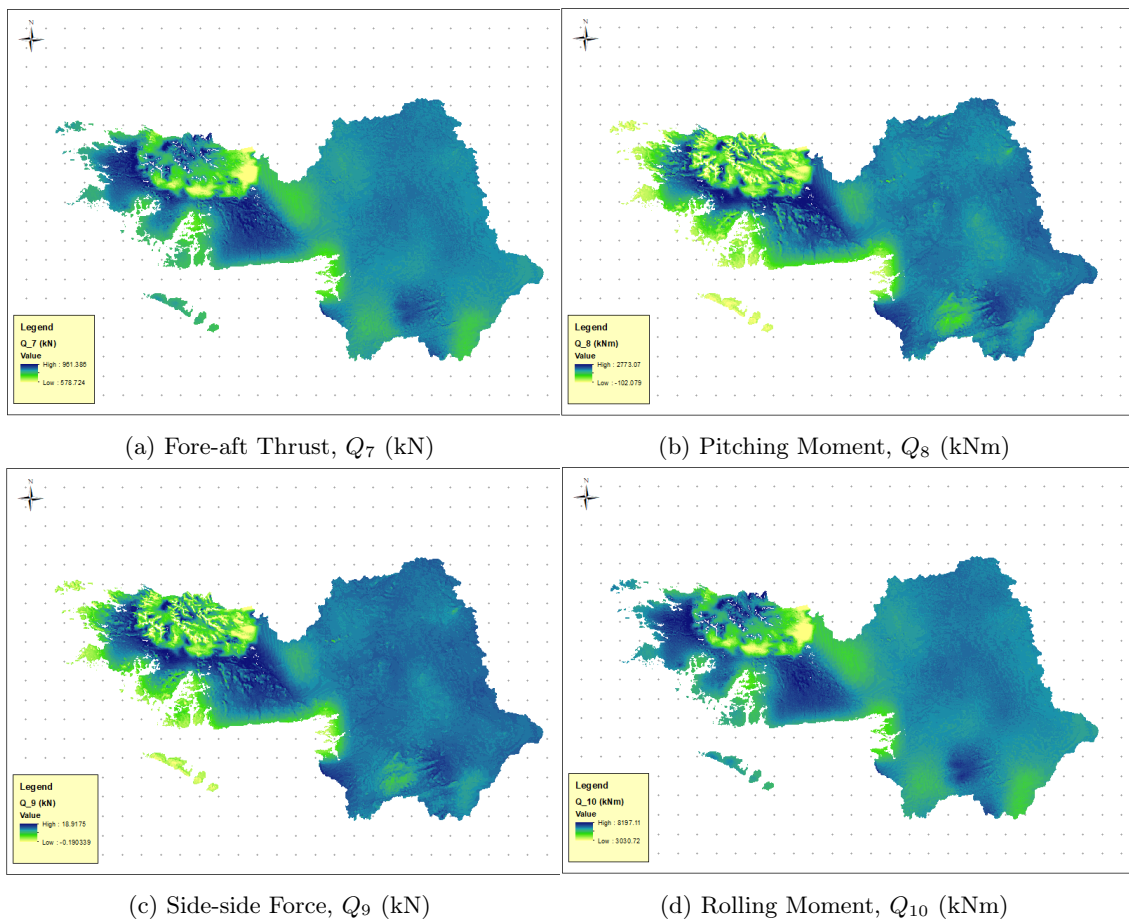 N
Legend
Q_7 (kN)
Value
High : 961.386
Low : 578.724
(a) Fore-aft Thrust, Q₇ (kN)
N
Legend
Q_8 (kNm)
Value
High : 2773.07
Low : -102.079
(b) Pitching Moment, Q₈ (kNm)
N
Legend
Q_9 (kN)
Value
High : 18.9175
Low : -0.190339
(c) Side-side Force, Q₉ (kN)
N
Legend
Q_10 (kNm)
Value
High : 8197.11
Low : 3030.72
(d) Rolling Moment, Q₁₀ (kNm)